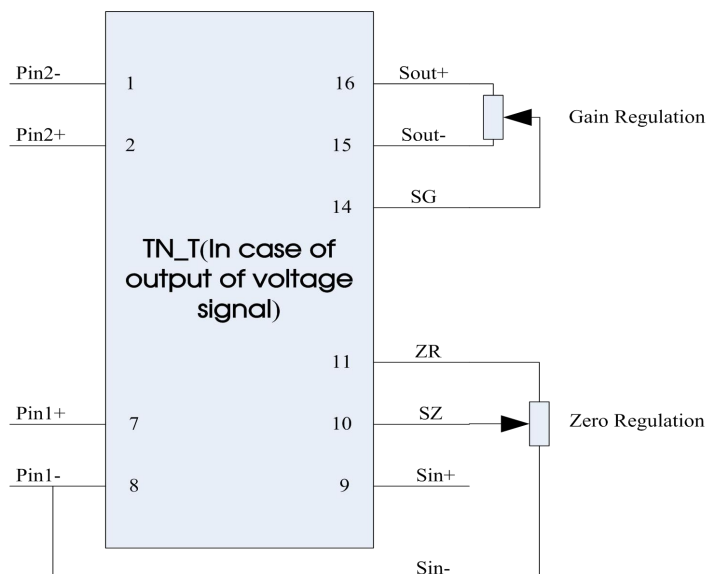 Pin2- 1 16 Sout+
Gain Regulation
Pin2+ 2 15 Sout-
14 SG
TN_T(In case of
output of voltage
signal)
11 ZR
Pin1+ 7 10 SZ Zero Regulation
Pin1- 8 9 Sin+
Sin-